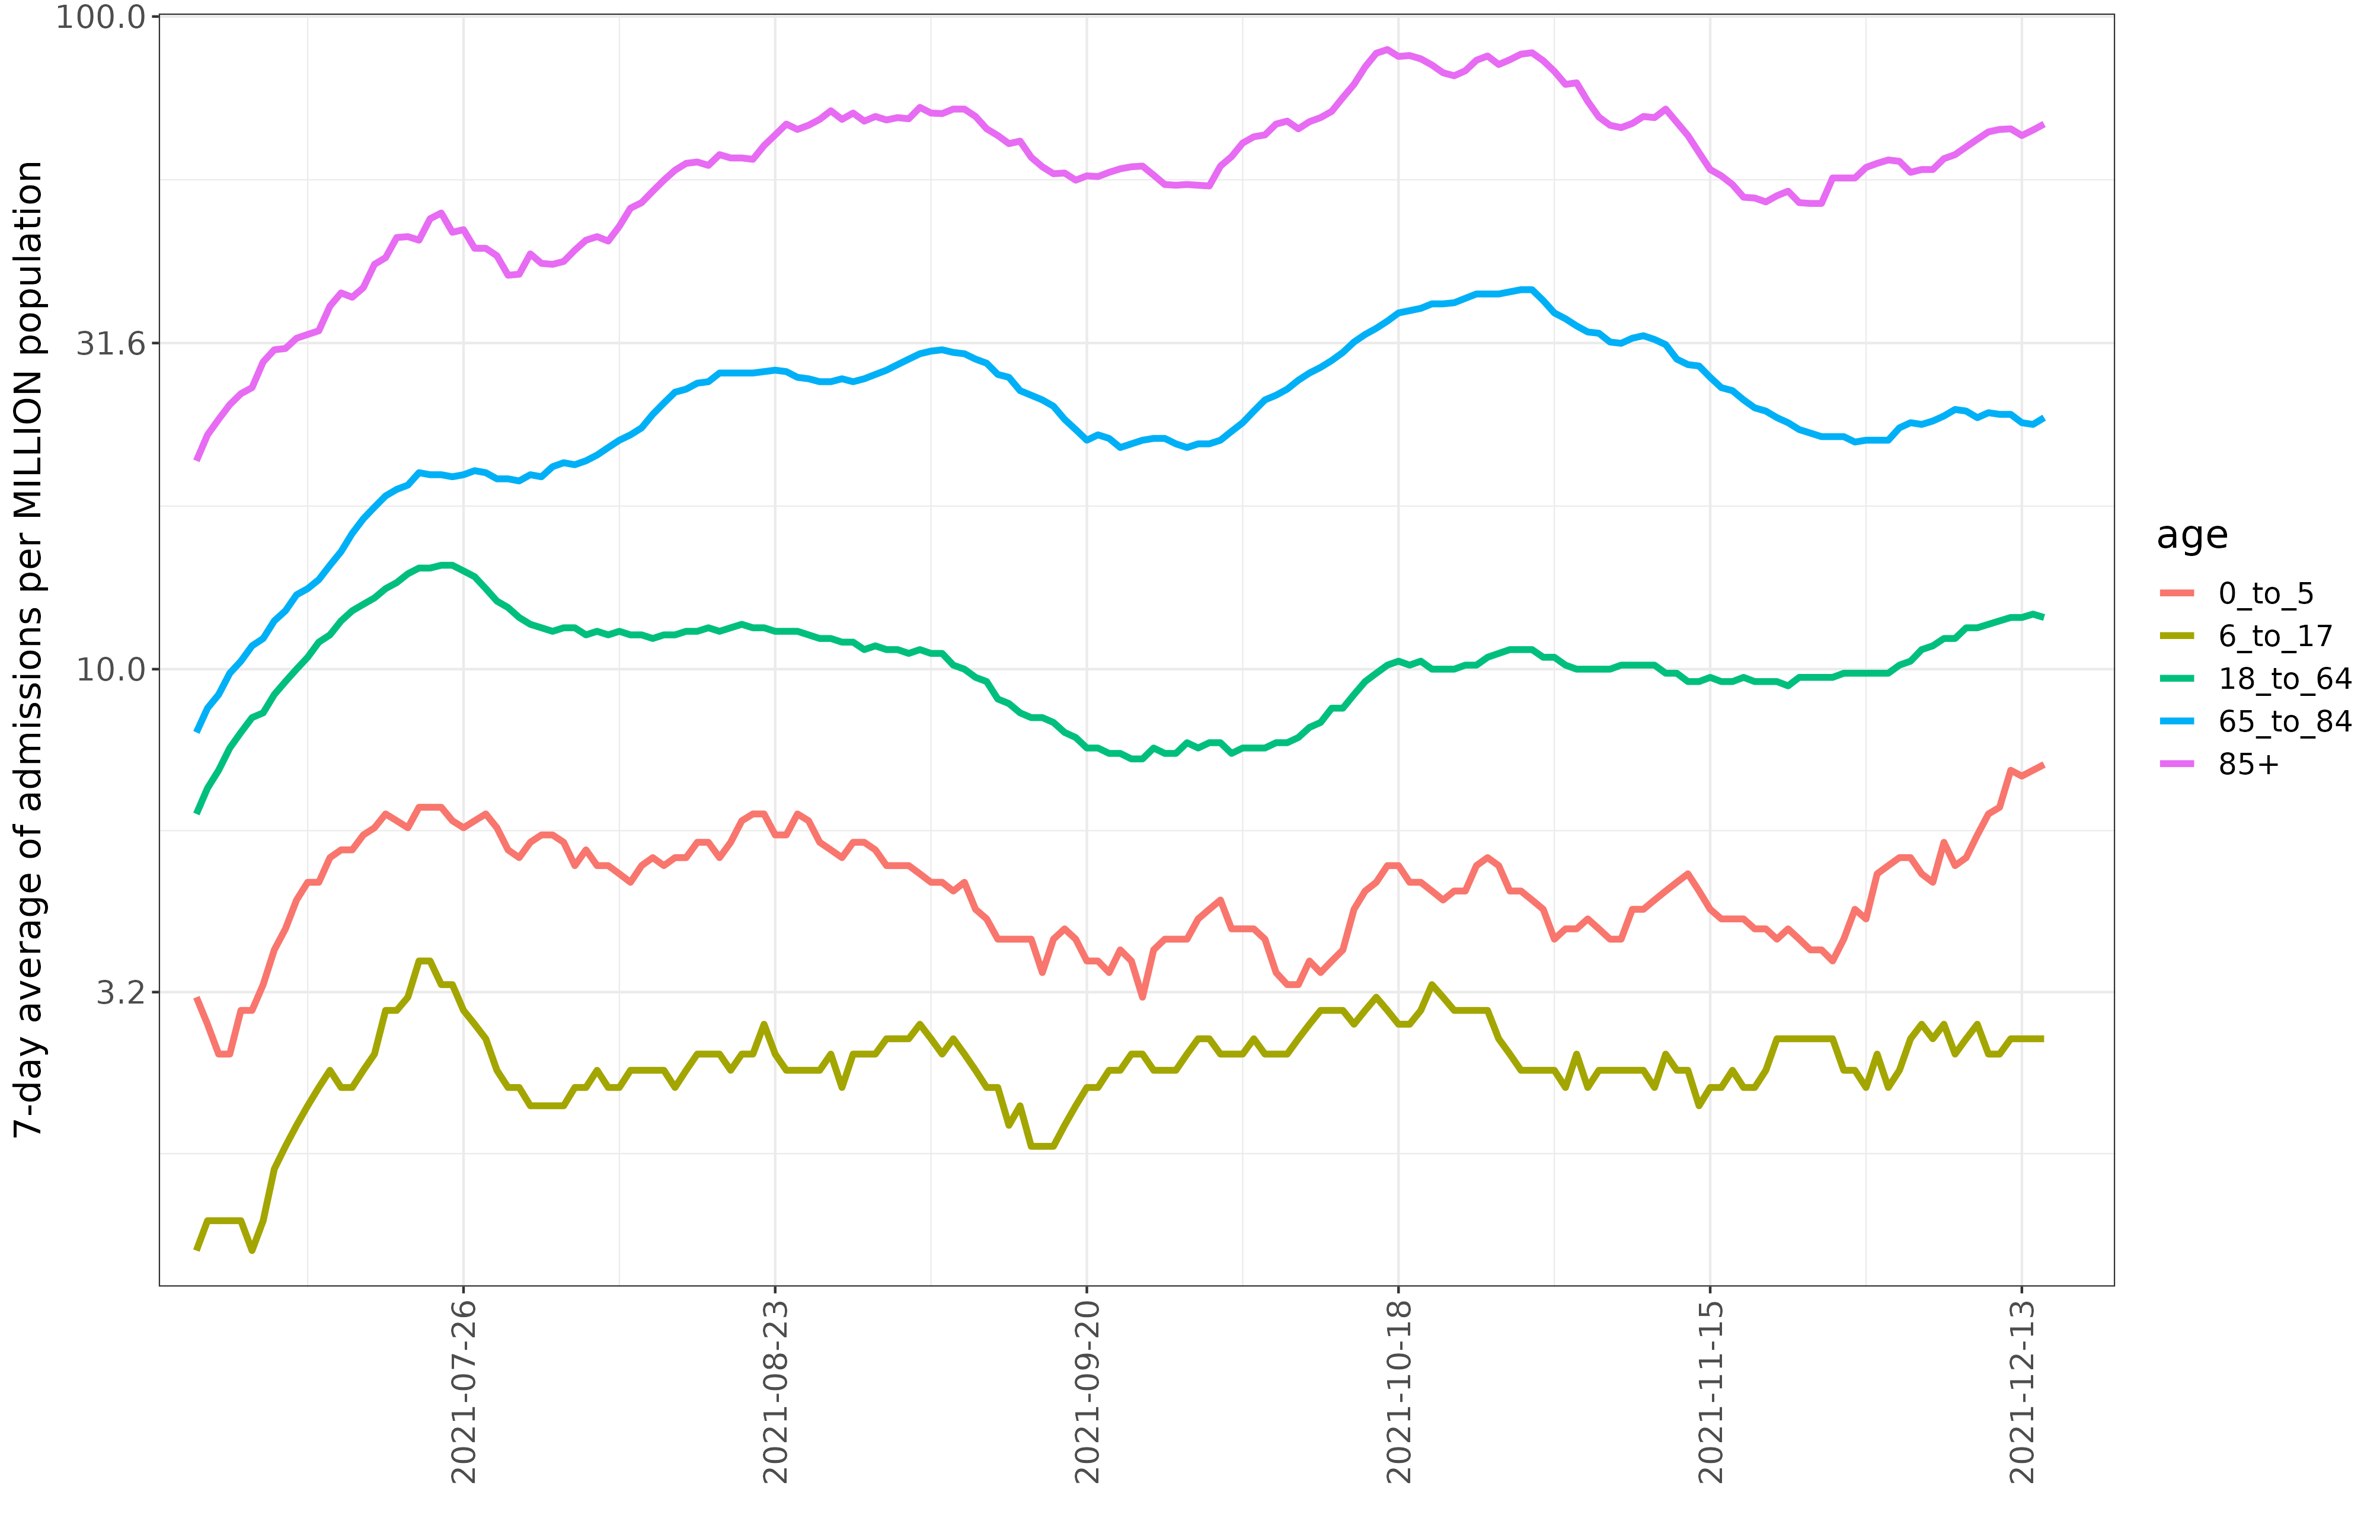 7-day average of admissions per MILLION population
100.0
31.6
10.0
3.2
2021-07-26
2021-08-23
2021-09-20
2021-10-18
2021-11-15
2021-12-13
age
0_to_5
6_to_17
18_to_64
65_to_84
85+